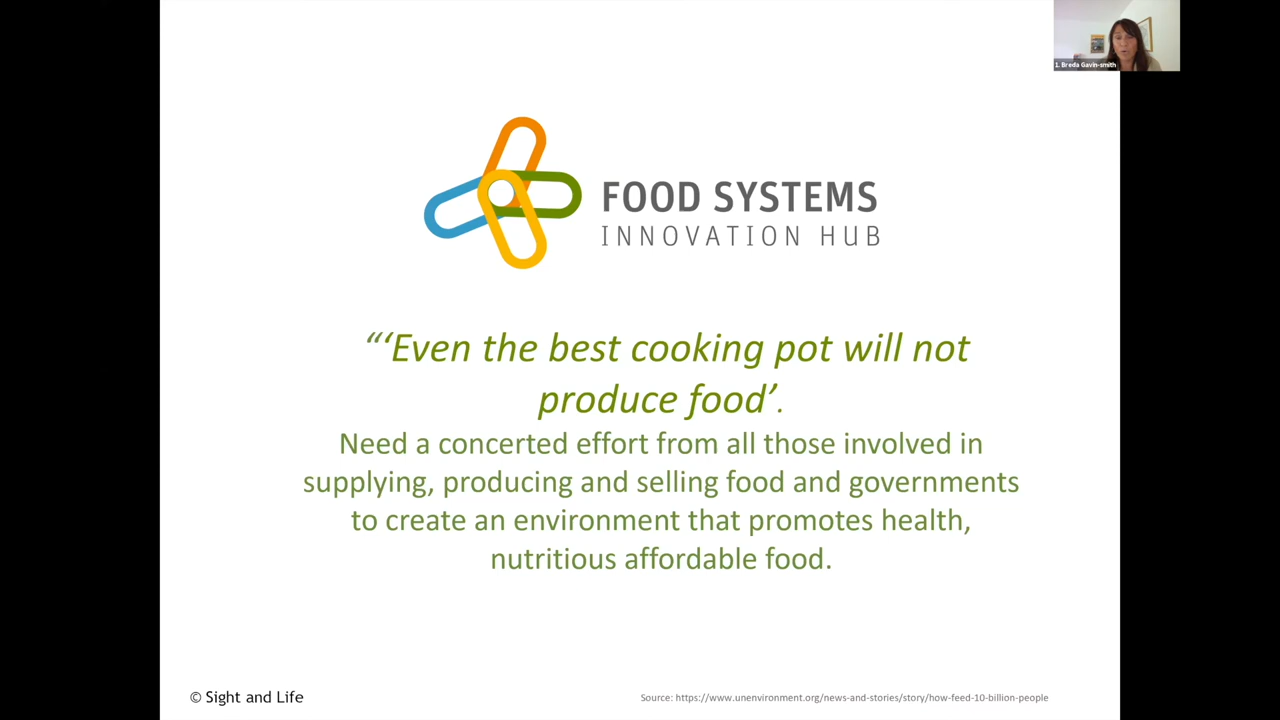 1. Breda Gavin-smith
FOOD SYSTEMS
INNOVATION HUB
“‘Even the best cooking pot will not
produce food’.
Need a concerted effort from all those involved in
supplying, producing and selling food and governments
to create an environment that promotes health,
nutritious affordable food.
© Sight and Life
Source: https://www.unenvironment.org/news-and-stories/story/how-feed-10-billion-people